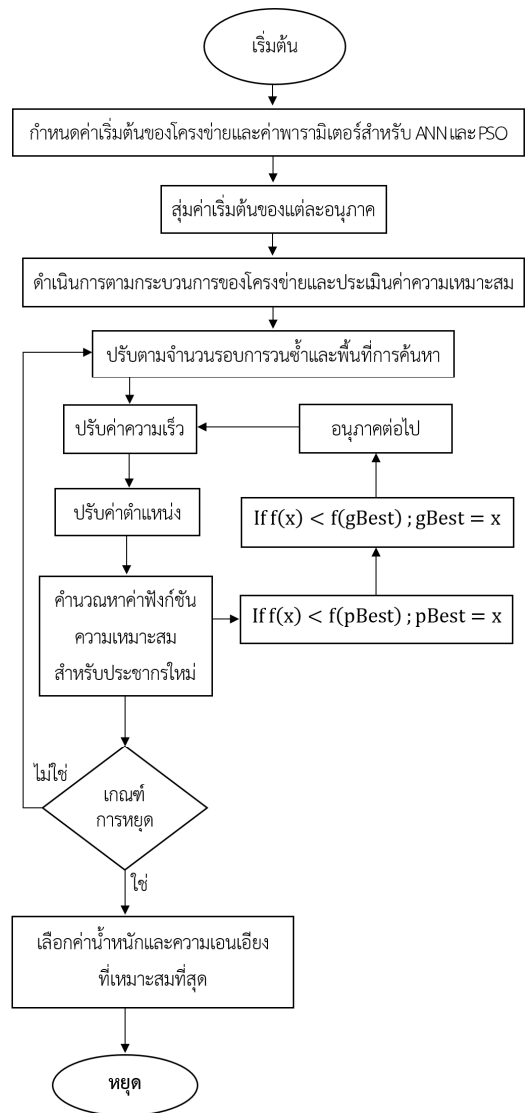 เริ่มต้น
กำหนดค่าเริ่มต้นของโครงข่ายและค่าพารามิเตอร์สำหรับ ANN และ PSO
สุ่มค่าเริ่มต้นของแต่ละอนุภาค
ดำเนินการตามกระบวนการของโครงข่ายและประเมินค่าความเหมาะสม
ปรับตามจำนวนรอบการวนซ้ำและพื้นที่การค้นหา
ปรับค่าความเร็ว
อนุภาคต่อไป
ปรับค่าตำแหน่ง
If f(x) < f(gBest) ; gBest = x
คำนวณหาค่าฟังก์ชัน
ความเหมาะสม
สำหรับประชากรใหม่
If f(x) < f(pBest) ; pBest = x
ไม่ใช่
เกณฑ์
การหยุด
ใช่
เลือกค่าน้ำหนักและความเอนเอียง
ที่เหมาะสมที่สุด
หยุด